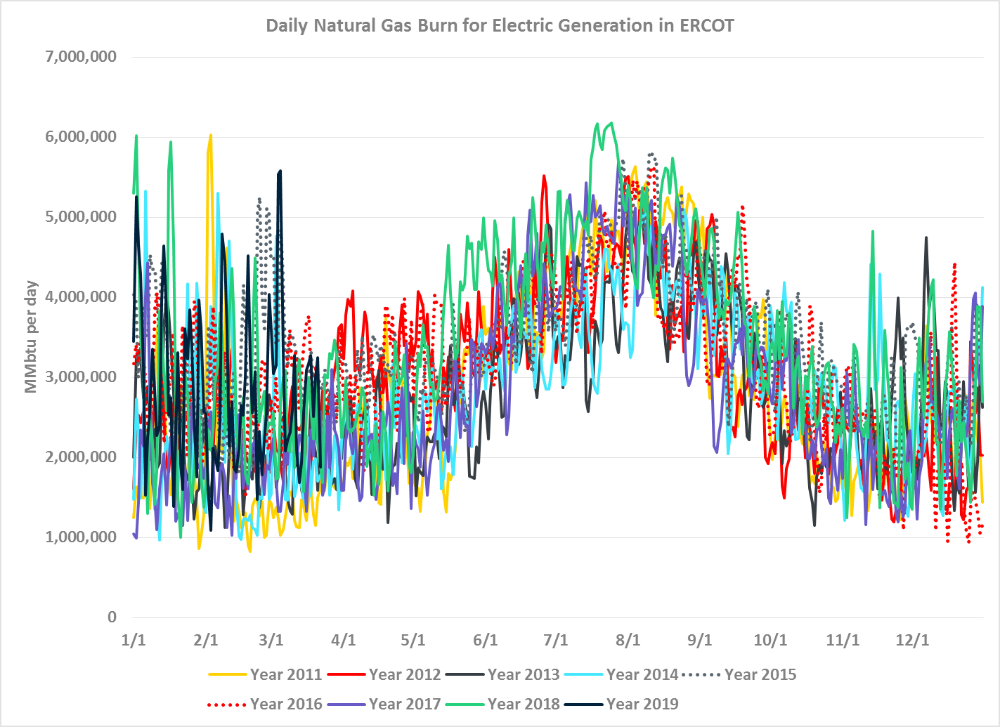 Daily Natural Gas Burn for Electric Generation in ERCOT
7,000,000
6,000,000
5,000,000
4,000,000
3,000,000
2,000,000
1,000,000
0
MMbtu per day
1/1 2/1 3/1 4/1 5/1 6/1 7/1 8/1 9/1 10/1 11/1 12/1
Year 2011 Year 2012 Year 2013 Year 2014 Year 2015
Year 2016 Year 2017 Year 2018 Year 2019